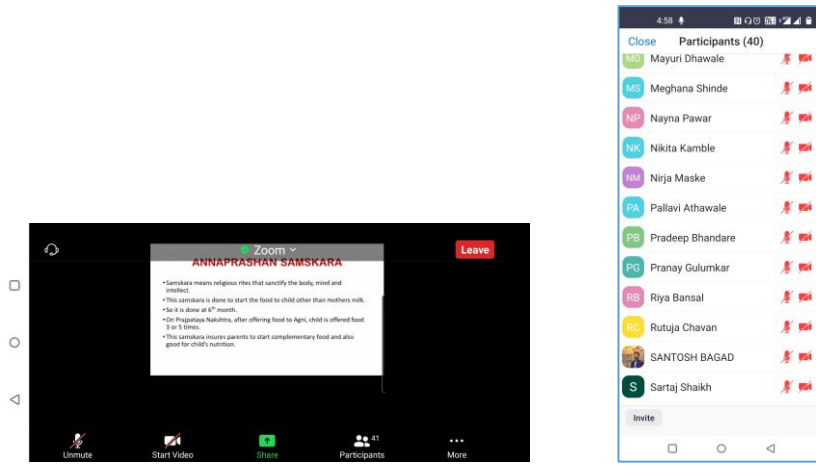 Zoom
Leave
ANNAPRASHAN SAMSKARA
•Samskara means religious rites that sanctify the body, mind and
intellect.
•This samskara is done to start the food to child other than mothers milk.
•So it is done at 6th month.
•On Prajpataya Nakshtra, after offering food to Agni, child is offered food
3 or 5 times.
•This samskara insures parents to start complementary food and also
good for child's nutrition.
Unmute
Start Video
Share
41
Participants
More
4:58
Close Participants (40)
MD Mayuri Dhawale
MS Meghana Shinde
NP Nayna Pawar
NK Nikita Kamble
NM Nirja Maske
PA Pallavi Athawale
PB Pradeep Bhandare
PG Pranay Gulumkar
RB Riya Bansal
RC Rutuja Chavan
SANTOSH BAGAD
S Sartaj Shaikh
Invite